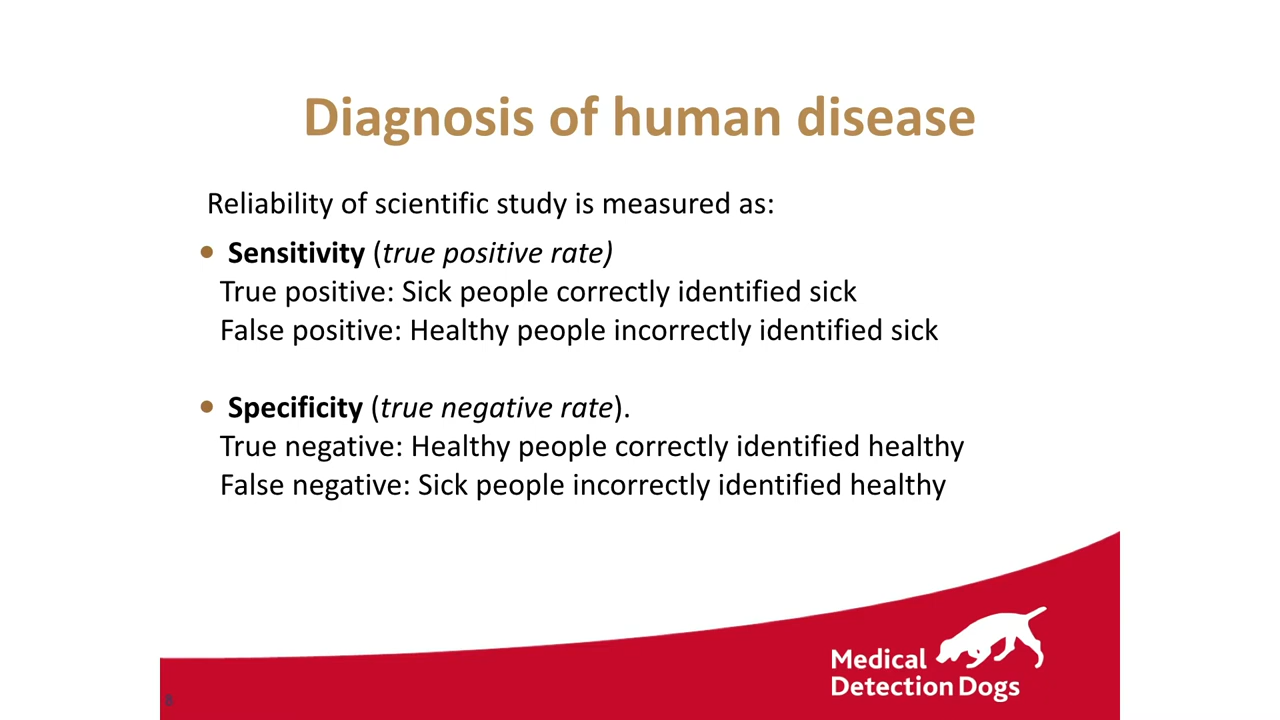 Diagnosis of human disease
Reliability of scientific study is measured as:
• Sensitivity (true positive rate)
True positive: Sick people correctly identified sick
False positive: Healthy people incorrectly identified sick
• Specificity (true negative rate).
True negative: Healthy people correctly identified healthy
False negative: Sick people incorrectly identified healthy
Medical
Detection Dogs